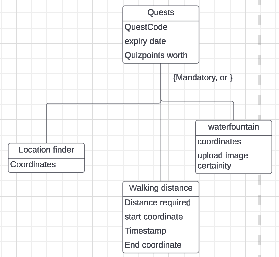 Quests
QuestCode
expiry date
Quizpoints worth
{Mandatory, or }
waterfountain
coordinates
upload image
certainity
Location finder
Coordinates
Walking distance
Distance required
start coordinate
Timestamp
End coordinate